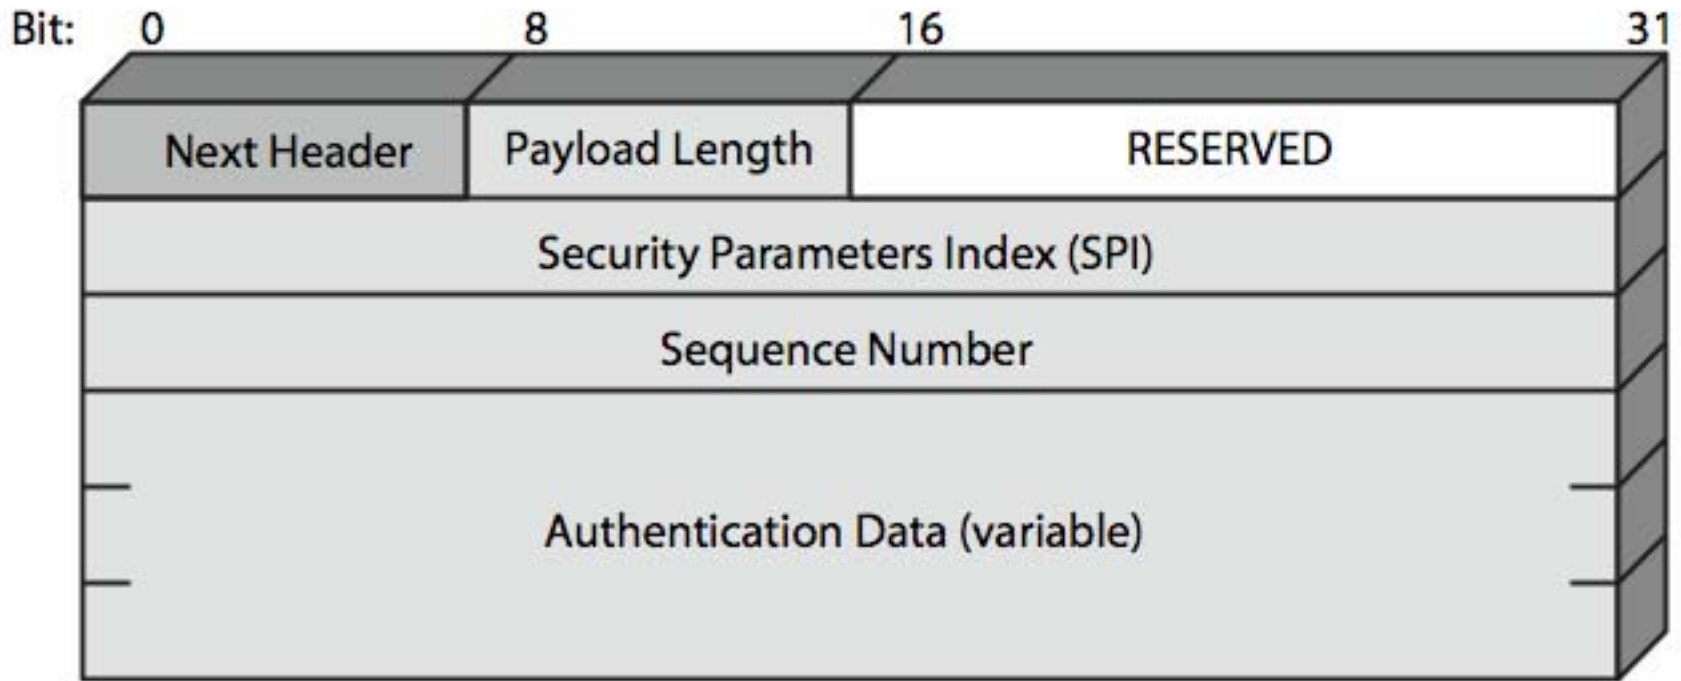 Bit: 0 8 16 31
Next Header Payload Length RESERVED
Security Parameters Index (SPI)
Sequence Number
Authentication Data (variable)